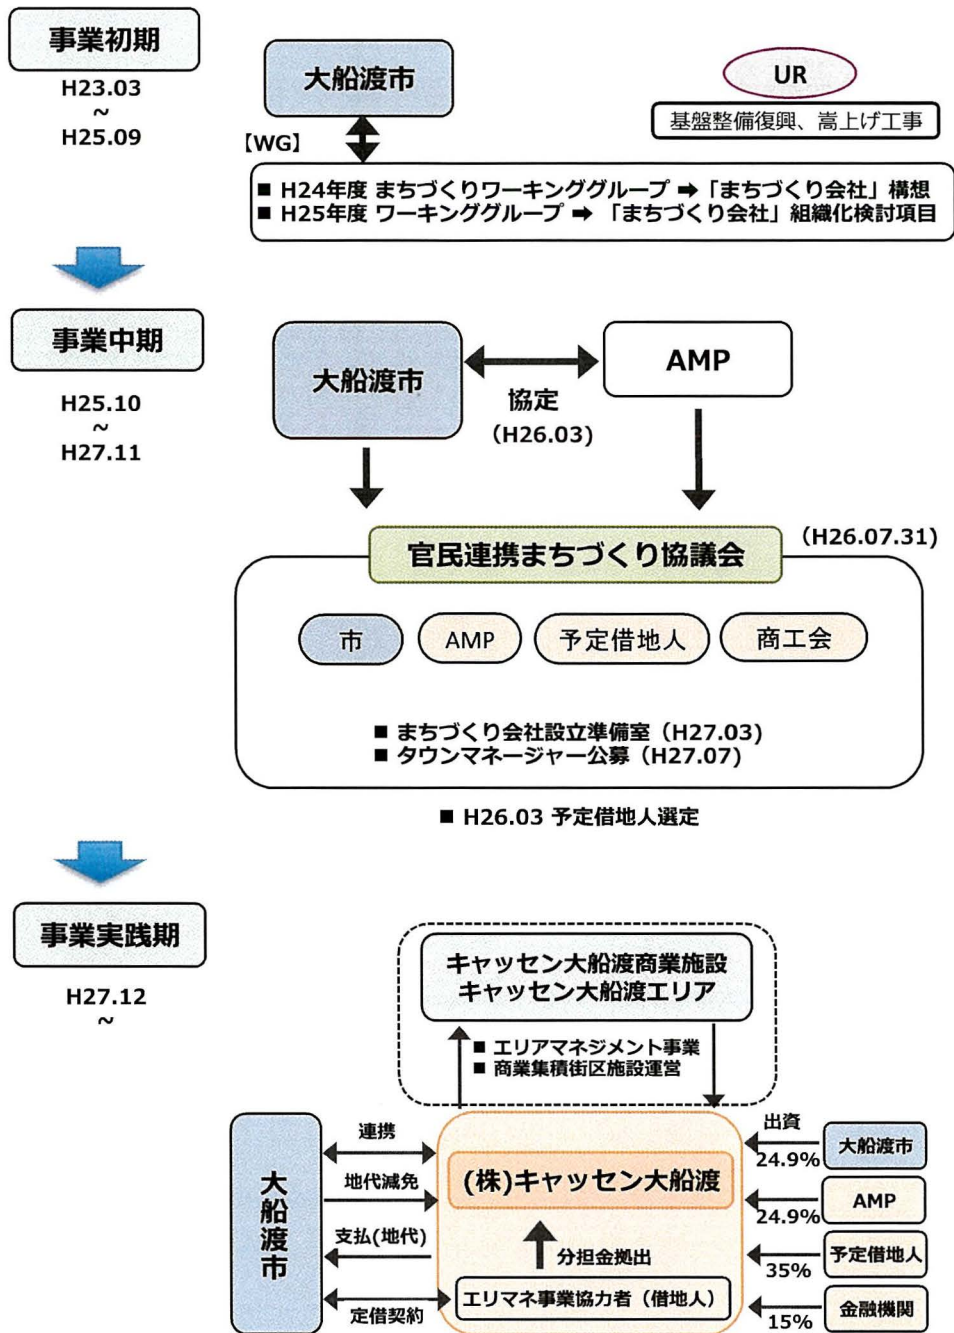 事業初期
H23.03
~
H25.09
大船渡市
UR
基盤整備復興、嵩上げ工事
【WG】
■ H24年度 まちづくりワーキンググループ ➡ 「まちづくり会社」構想
■ H25年度 ワーキンググループ ➡ 「まちづくり会社」組織化検討項目
事業中期
H25.10
~
H27.11
大船渡市
AMP
協定
(H26.03)
官民連携まちづくり協議会
(H26.07.31)
市
AMP
予定借地人
商工会
■ まちづくり会社設立準備室(H27.03)
■ タウンマネージャー公募(H27.07)
■ H26.03 予定借地人選定
事業実践期
H27.12
~
キャッセン大船渡商業施設
キャッセン大船渡エリア
■ エリアマネジメント事業
■ 商業集積街区施設運営
大船渡市
連携
地代減免
支払(地代)
定借契約
(株)キャッセン大船渡
分担金拠出
エリマネ事業協力者(借地人)
出資
24.9%
大船渡市
24.9%
AMP
35%
予定借地人
15%
金融機関